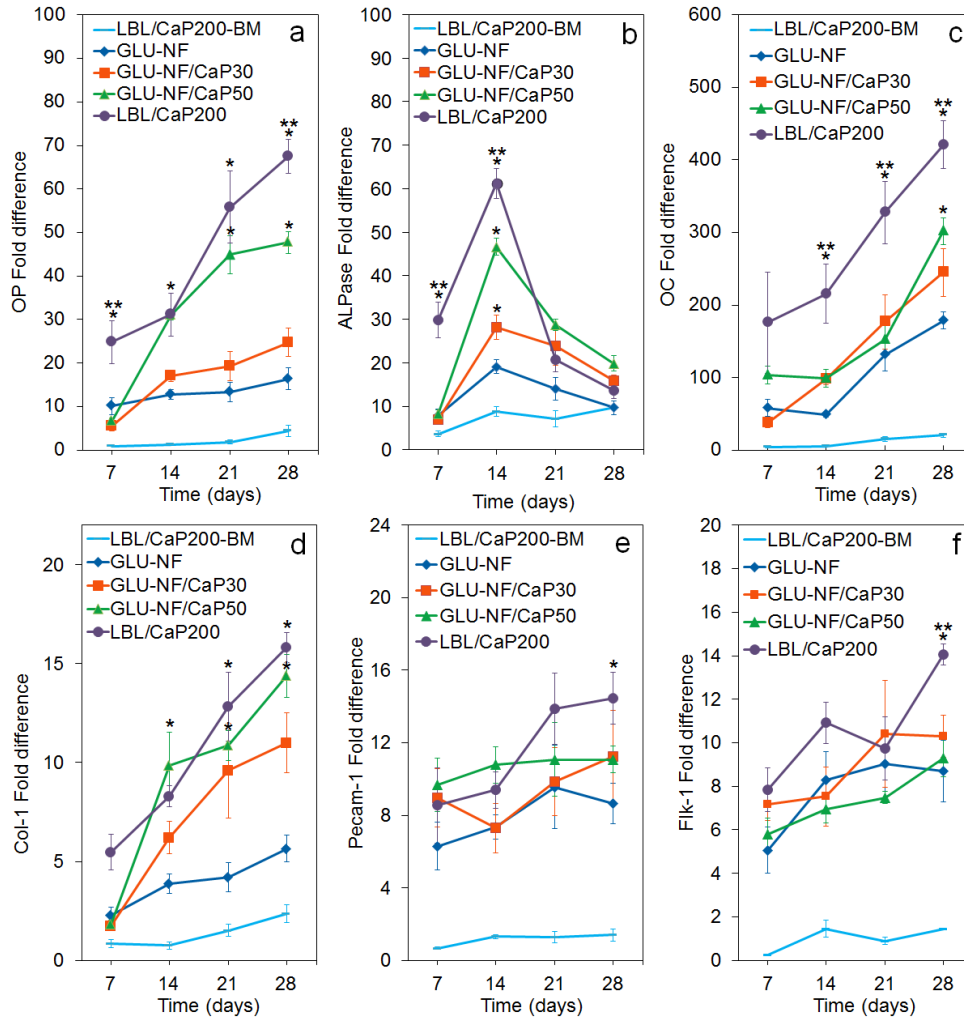 a
LBL/CaP200-BM
GLU-NF
GLU-NF/CaP30
GLU-NF/CaP50
LBL/CaP200
OP Fold difference
100
90
80
70
60
50
40
30
20
10
0
**
*
*
*
*
**
*
*
7 14 21 28
Time (days)
b
LBL/CaP200-BM
GLU-NF
GLU-NF/CaP30
GLU-NF/CaP50
LBL/CaP200
ALPase Fold difference
100
90
80
70
60
50
40
30
20
10
0
**
*
**
*
*
*
7 14 21 28
Time (days)
c
LBL/CaP200-BM
GLU-NF
GLU-NF/CaP30
GLU-NF/CaP50
LBL/CaP200
OC Fold difference
600
500
400
300
200
100
0
**
*
**
*
**
*
*
7 14 21 28
Time (days)
d
LBL/CaP200-BM
GLU-NF
GLU-NF/CaP30
GLU-NF/CaP50
LBL/CaP200
Col-1 Fold difference
20
15
10
5
0
*
*
*
*
*
7 14 21 28
Time (days)
e
LBL/CaP200-BM
GLU-NF
GLU-NF/CaP30
GLU-NF/CaP50
LBL/CaP200
Pecam-1 Fold difference
24
20
16
12
8
4
0
*
7 14 21 28
Time (days)
f
LBL/CaP200-BM
GLU-NF
GLU-NF/CaP30
GLU-NF/CaP50
LBL/CaP200
Flk-1 Fold difference
20
18
16
14
12
10
8
6
4
2
0
**
*
7 14 21 28
Time (days)